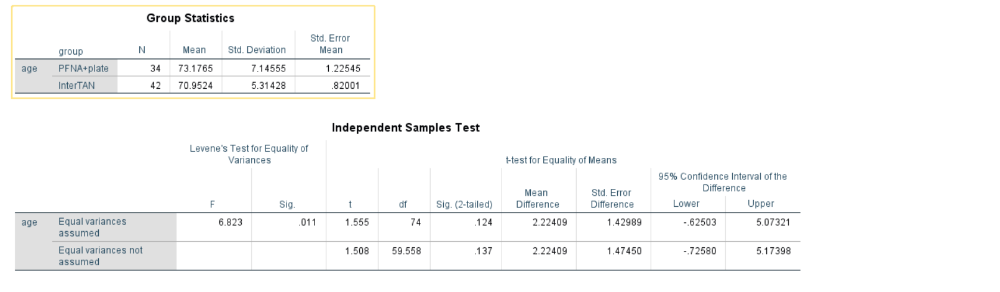 Group Statistics
group N Mean Std. Deviation Std. Error Mean
age PFNA+plate 34 73.1765 7.14555 1.22545
InterTAN 42 70.9524 5.31428 .82001
Independent Samples Test
Levene's Test for Equality of Variances
t-test for Equality of Means
95% Confidence Interval of the Difference
F Sig. t df Sig. (2-tailed) Mean Difference Std. Error Difference Lower Upper
age Equal variances assumed 6.823 .011 1.555 74 .124 2.22409 1.42989 -.62503 5.07321
Equal variances not assumed 1.508 59.558 .137 2.22409 1.47450 -.72580 5.17398